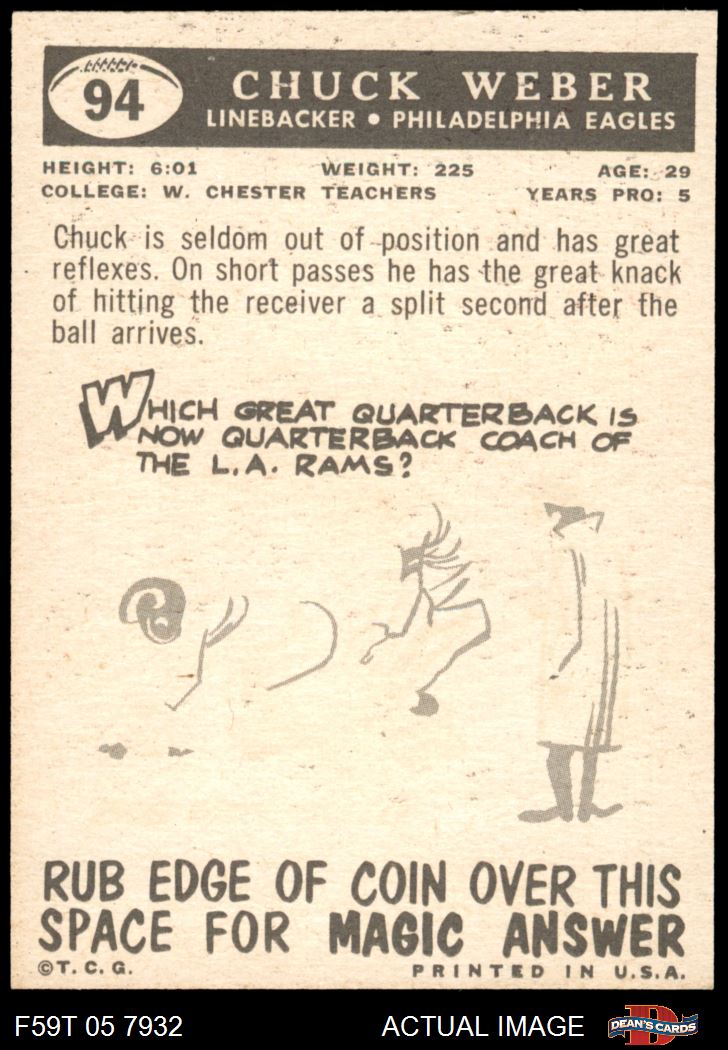 94
CHUCK WEBER
LINEBACKER • PHILADELPHIA EAGLES
HEIGHT: 6:01 WEIGHT: 225 AGE: 29
COLLEGE: W. CHESTER TEACHERS YEARS PRO: 5
Chuck is seldom out of position and has great
reflexes. On short passes he has the great knack
of hitting the receiver a split second after the
ball arrives.
WHICH GREAT QUARTERBACK IS
NOW QUARTERBACK COACH OF
THE L.A. RAMS?
RUB EDGE OF COIN OVER THIS
SPACE FOR MAGIC ANSWER
©T. C. G. PRINTED IN U.S.A.
F59T 05 7932 ACTUAL IMAGE D DEAN'S CARDS